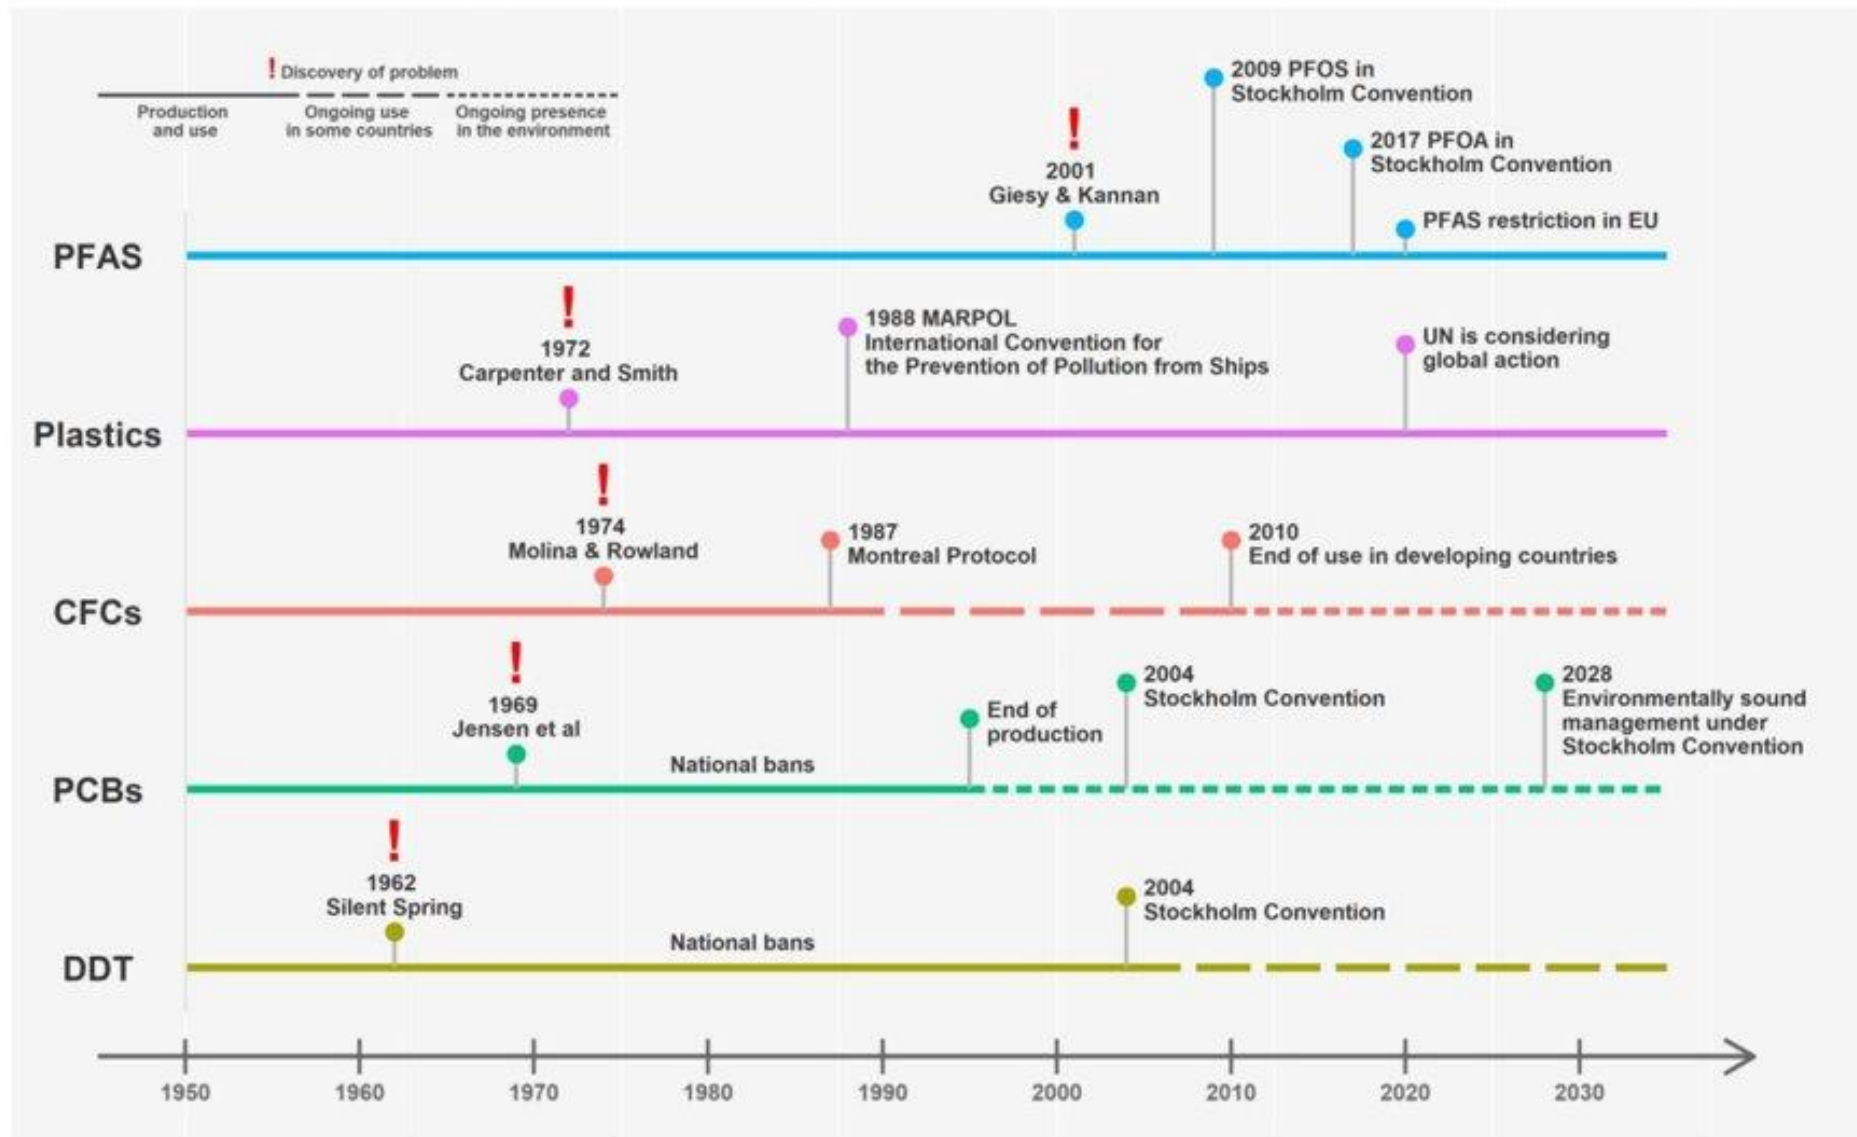 ! Discovery of problem
Production
and use
Ongoing use
in some countries
Ongoing presence
in the environment
2009 PFOS in
Stockholm Convention
!
2017 PFOA in
Stockholm Convention
2001
Giesy & Kannan
PFAS restriction in EU
PFAS
!
1988 MARPOL
International Convention for
the Prevention of Pollution from Ships
UN is considering
global action
1972
Carpenter and Smith
Plastics
!
1974
Molina & Rowland
1987
Montreal Protocol
2010
End of use in developing countries
CFCs
!
1969
Jensen et al
National bans
End of
production
2004
Stockholm Convention
2028
Environmentally sound
management under
Stockholm Convention
PCBs
!
1962
Silent Spring
National bans
2004
Stockholm Convention
DDT
1950
1960
1970
1980
1990
2000
2010
2020
2030